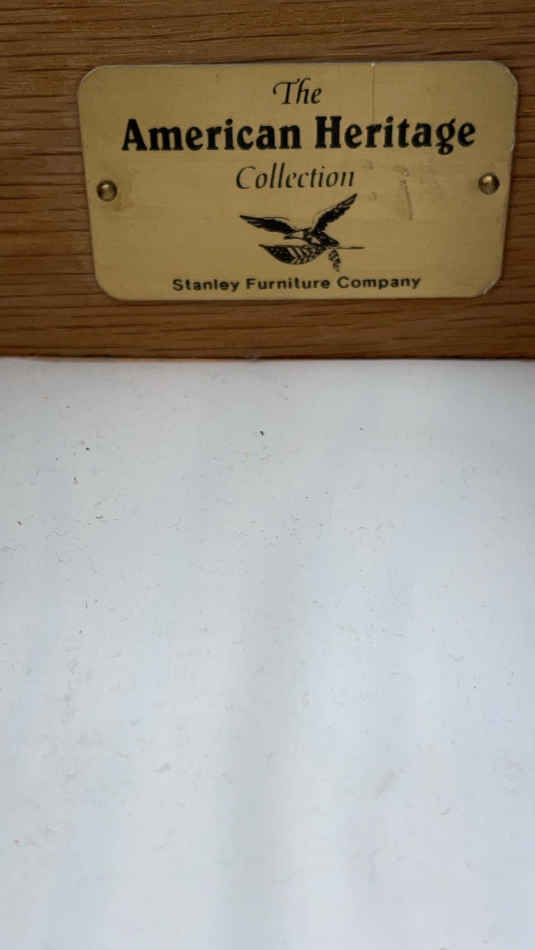 The
American Heritage
Collection
Stanley Furniture Company